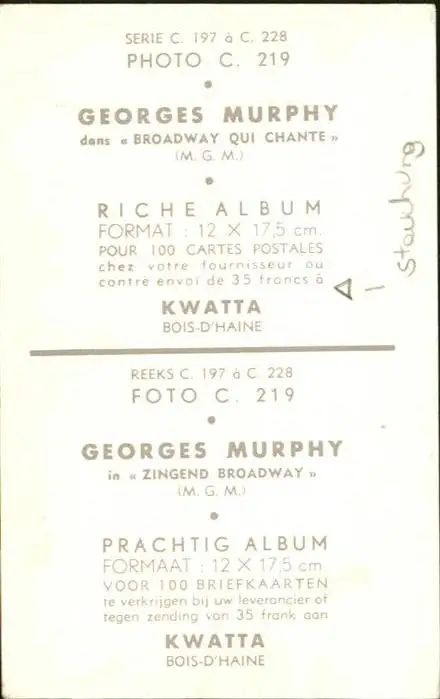 SERIE C. 197 à C. 228
PHOTO C. 219
•
GEORGES MURPHY
dans « BROADWAY QUI CHANTE »
(M. G. M.)
•
RICHE ALBUM
FORMAT : 12 X 17,5 cm.
POUR 100 CARTES POSTALES
chez votre fournisseur ou
contre envoi de 35 francs à
KWATTA
BOIS-D'HAINE
Stauchung
REEKS C. 197 à C. 228
FOTO C. 219
•
GEORGES MURPHY
in « ZINGEND BROADWAY »
(M. G. M.)
•
PRACHTIG ALBUM
FORMAAT : 12 X 17,5 cm
VOOR 100 BRIEFKAARTEN
te verkrijgen bij uw leverancier of
tegen zending van 35 frank aan
KWATTA
BOIS-D'HAINE